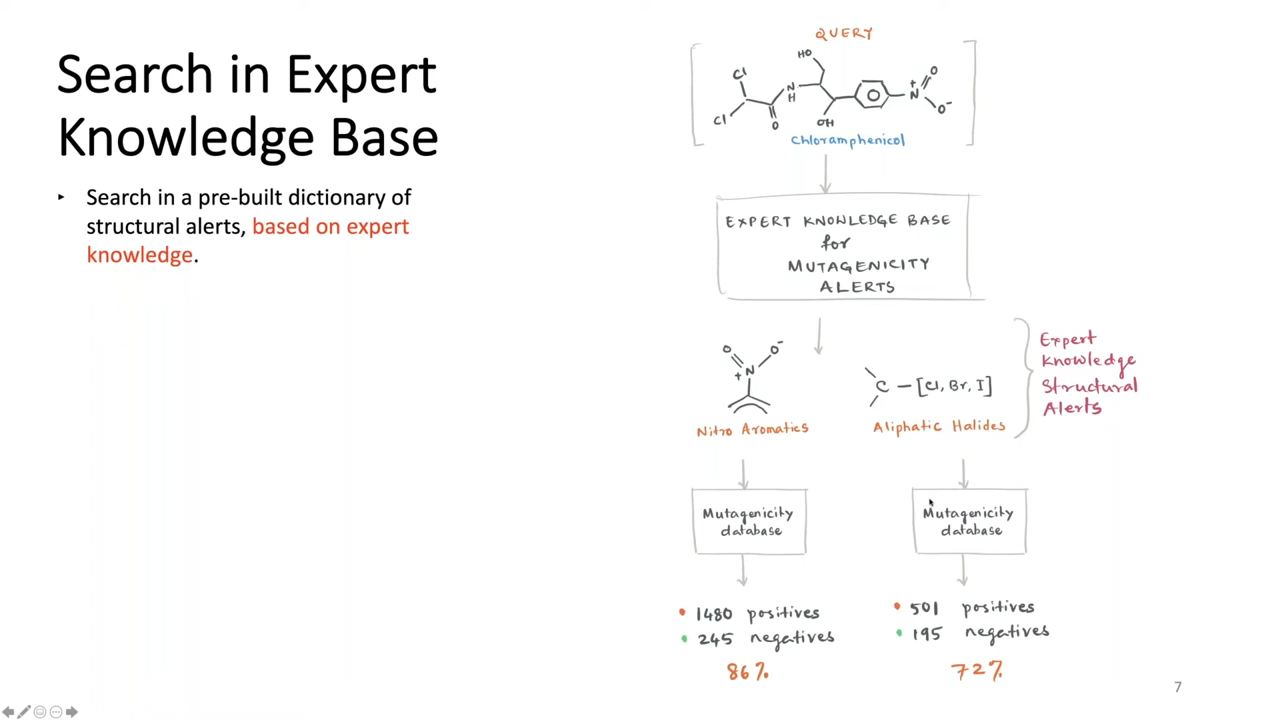 Search in Expert
Knowledge Base
‣ Search in a pre-built dictionary of
structural alerts, based on expert
knowledge.
QUERY
HO
Cl
Cl
O
N
H
OH
N
+
O
O-
Chloramphenicol
EXPERT KNOWLEDGE BASE
for
MUTAGENICITY
ALERTS
O
O-
+ N
Nitro Aromatics
C - [Cl, Br, I]
Aliphatic Halides
Expert
Knowledge
Structural
Alerts
Mutagenicity
database
Mutagenicity
database
• 1480 positives
• 245 negatives
86%
• 501 positives
• 195 negatives
72%
7